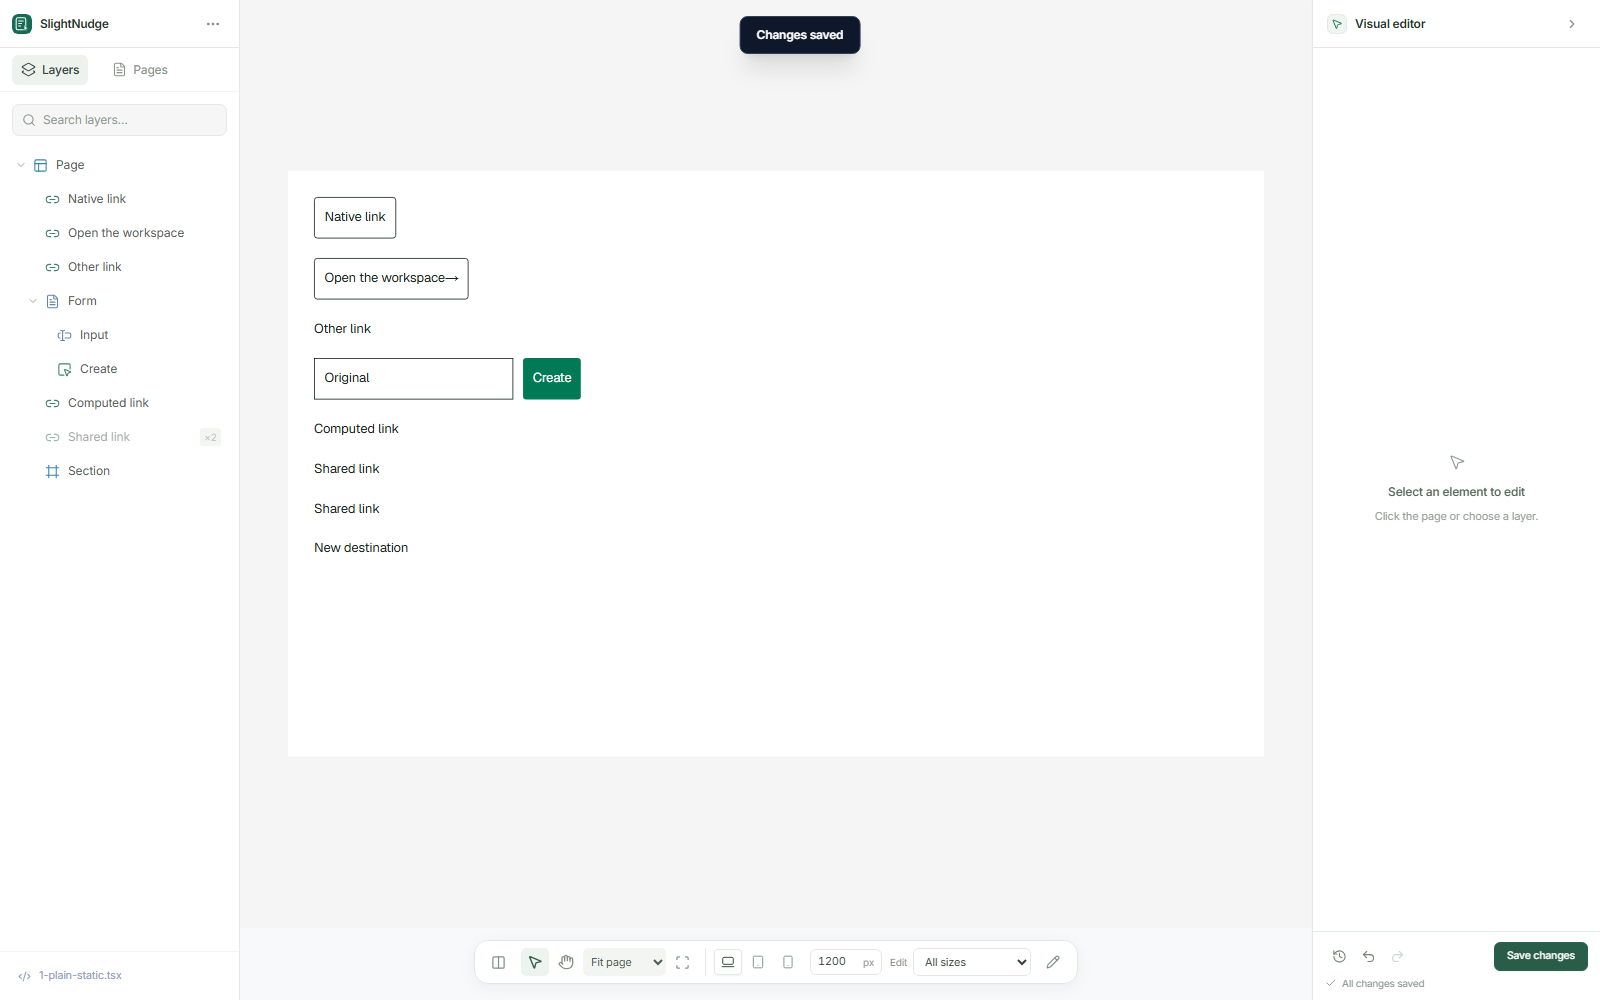 SlightNudge
Layers
Pages
Search layers...
Page
Native link
Open the workspace
Other link
Form
Input
Create
Computed link
Shared link
×2
Section
1-plain-static.tsx
Changes saved
Native link
Open the workspace→
Other link
Original
Create
Computed link
Shared link
Shared link
New destination
Fit page
1200 px
Edit
All sizes
Visual editor
Select an element to edit
Click the page or choose a layer.
Save changes
All changes saved